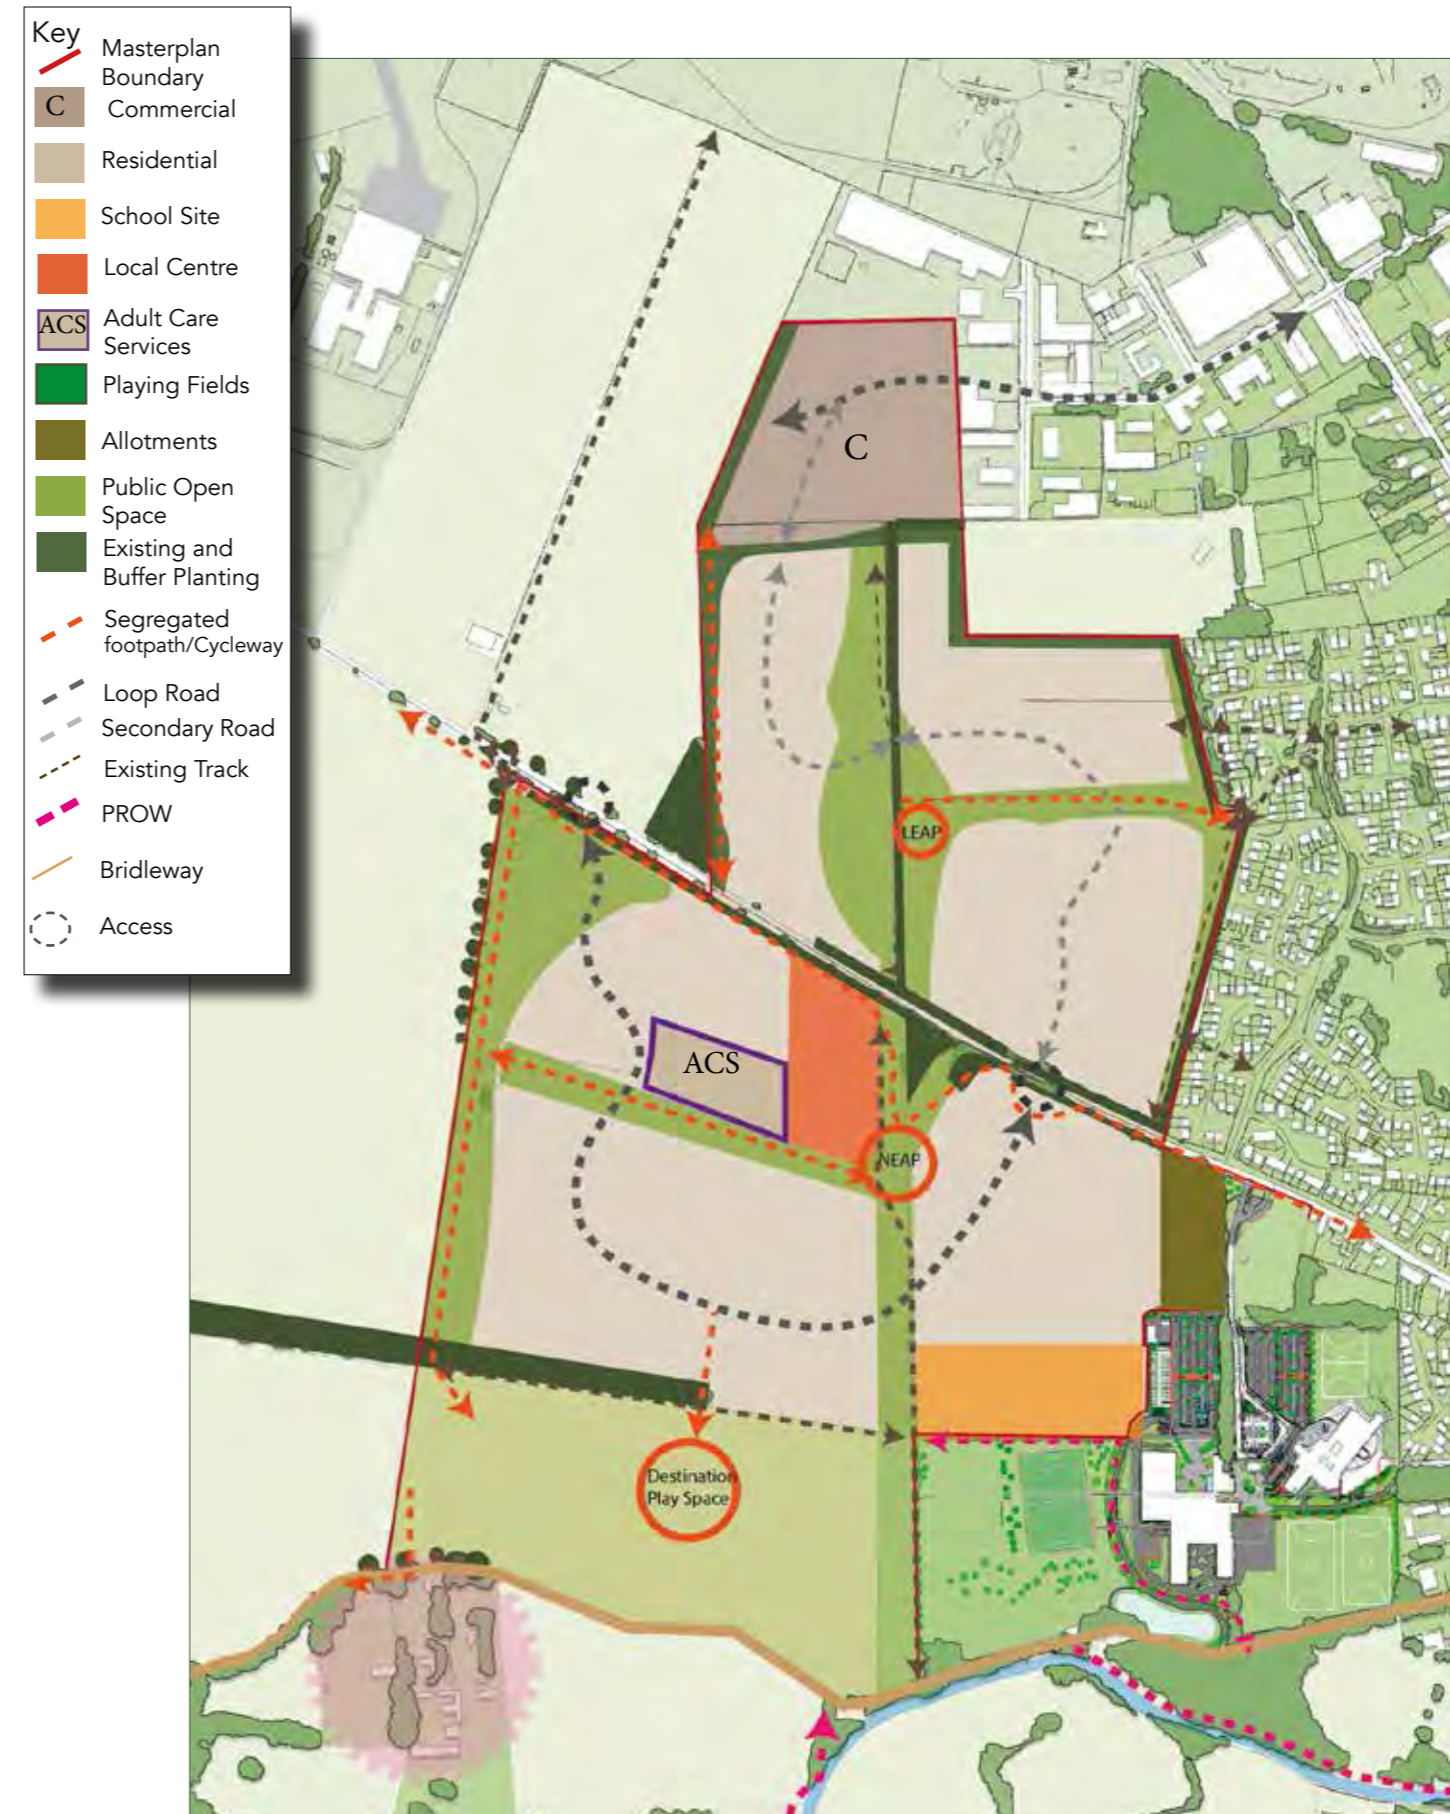 Key
Masterplan
Boundary
C Commercial
Residential
School Site
Local Centre
ACS Adult Care
Services
Playing Fields
Allotments
Public Open
Space
Existing and
Buffer Planting
Segregated
footpath/Cycleway
Loop Road
Secondary Road
Existing Track
PROW
Bridleway
Access
C
LEAP
ACS
NEAP
Destination
Play Space